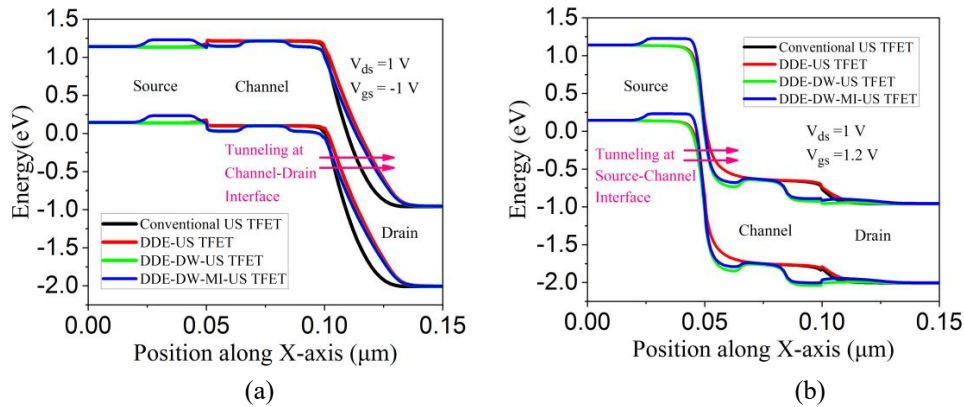 (a)
Energy(eV)
1.5
1.0
0.5
0.0
-0.5
-1.0
-1.5
-2.0
Source
Channel
V_ds =1 V
V_gs = -1 V
Tunneling at
Channel-Drain
Interface
Drain
Conventional US TFET
DDE-US TFET
DDE-DW-US TFET
DDE-DW-MI-US TFET
0.00
0.05
0.10
0.15
Position along X-axis (μm)
(a)
(b)
Energy (eV)
1.5
1.0
0.5
0.0
-0.5
-1.0
-1.5
-2.0
Conventional US TFET
DDE-US TFET
DDE-DW-US TFET
DDE-DW-MI-US TFET
Source
V_ds =1 V
V_gs = 1.2 V
Tunneling at
Source-Channel
Interface
Channel
Drain
0.00
0.05
0.10
0.15
Position along X-axis (μm)
(b)